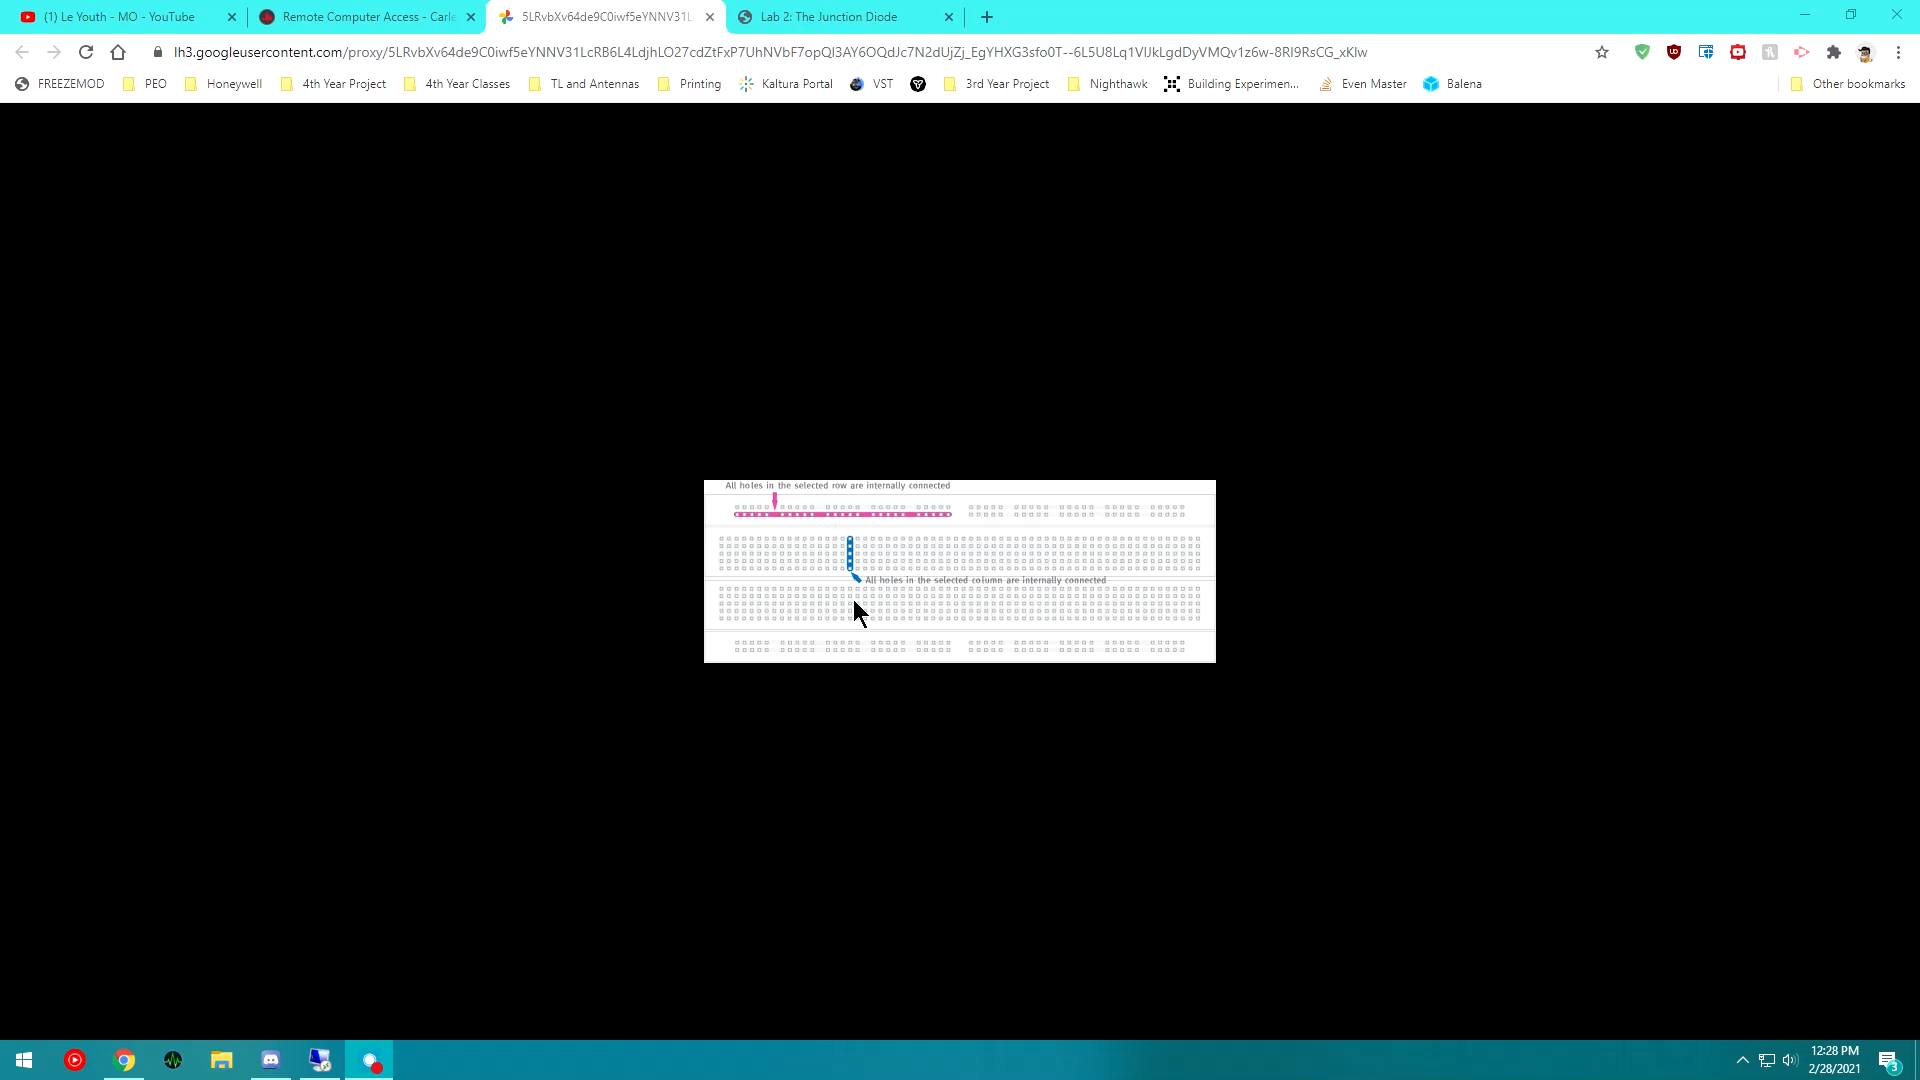 (1) Le Youth - MO - YouTube
Remote Computer Access - Carle
5LRvbXv64de9C0iwf5eYNNV31L
Lab 2: The Junction Diode
lh3.googleusercontent.com/proxy/5LRvbXv64de9C0iwf5eYNNV31LcRB6L4LdjhLO27cdZtFxP7UhNVbF7opQl3AY6OQdJc7N2dUjZj_EgYHXG3sfo0T--6L5U8Lq1VlJkLgdDyVMQv1z6w-8RI9RsCG_xKIw
FREEZEMOD
PEO
Honeywell
4th Year Project
4th Year Classes
TL and Antennas
Printing
Kaltura Portal
VST
3rd Year Project
Nighthawk
Building Experimen...
Even Master
Balena
Other bookmarks
All holes in the selected row are internally connected
All holes in the selected column are internally connected
12:28 PM
2/28/2021
3